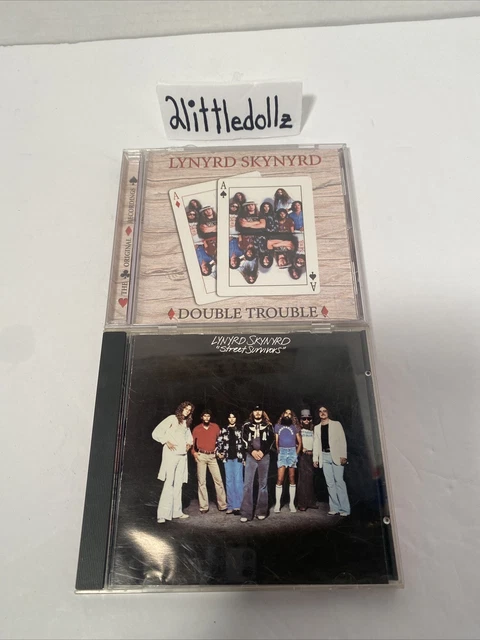 2littledollz
LYNYRD SKYNYRD
THE ORIGINAL RECORDINGS
A
A
A
DOUBLE TROUBLE
LYNYRD SKYNYRD
"Street Survivors"